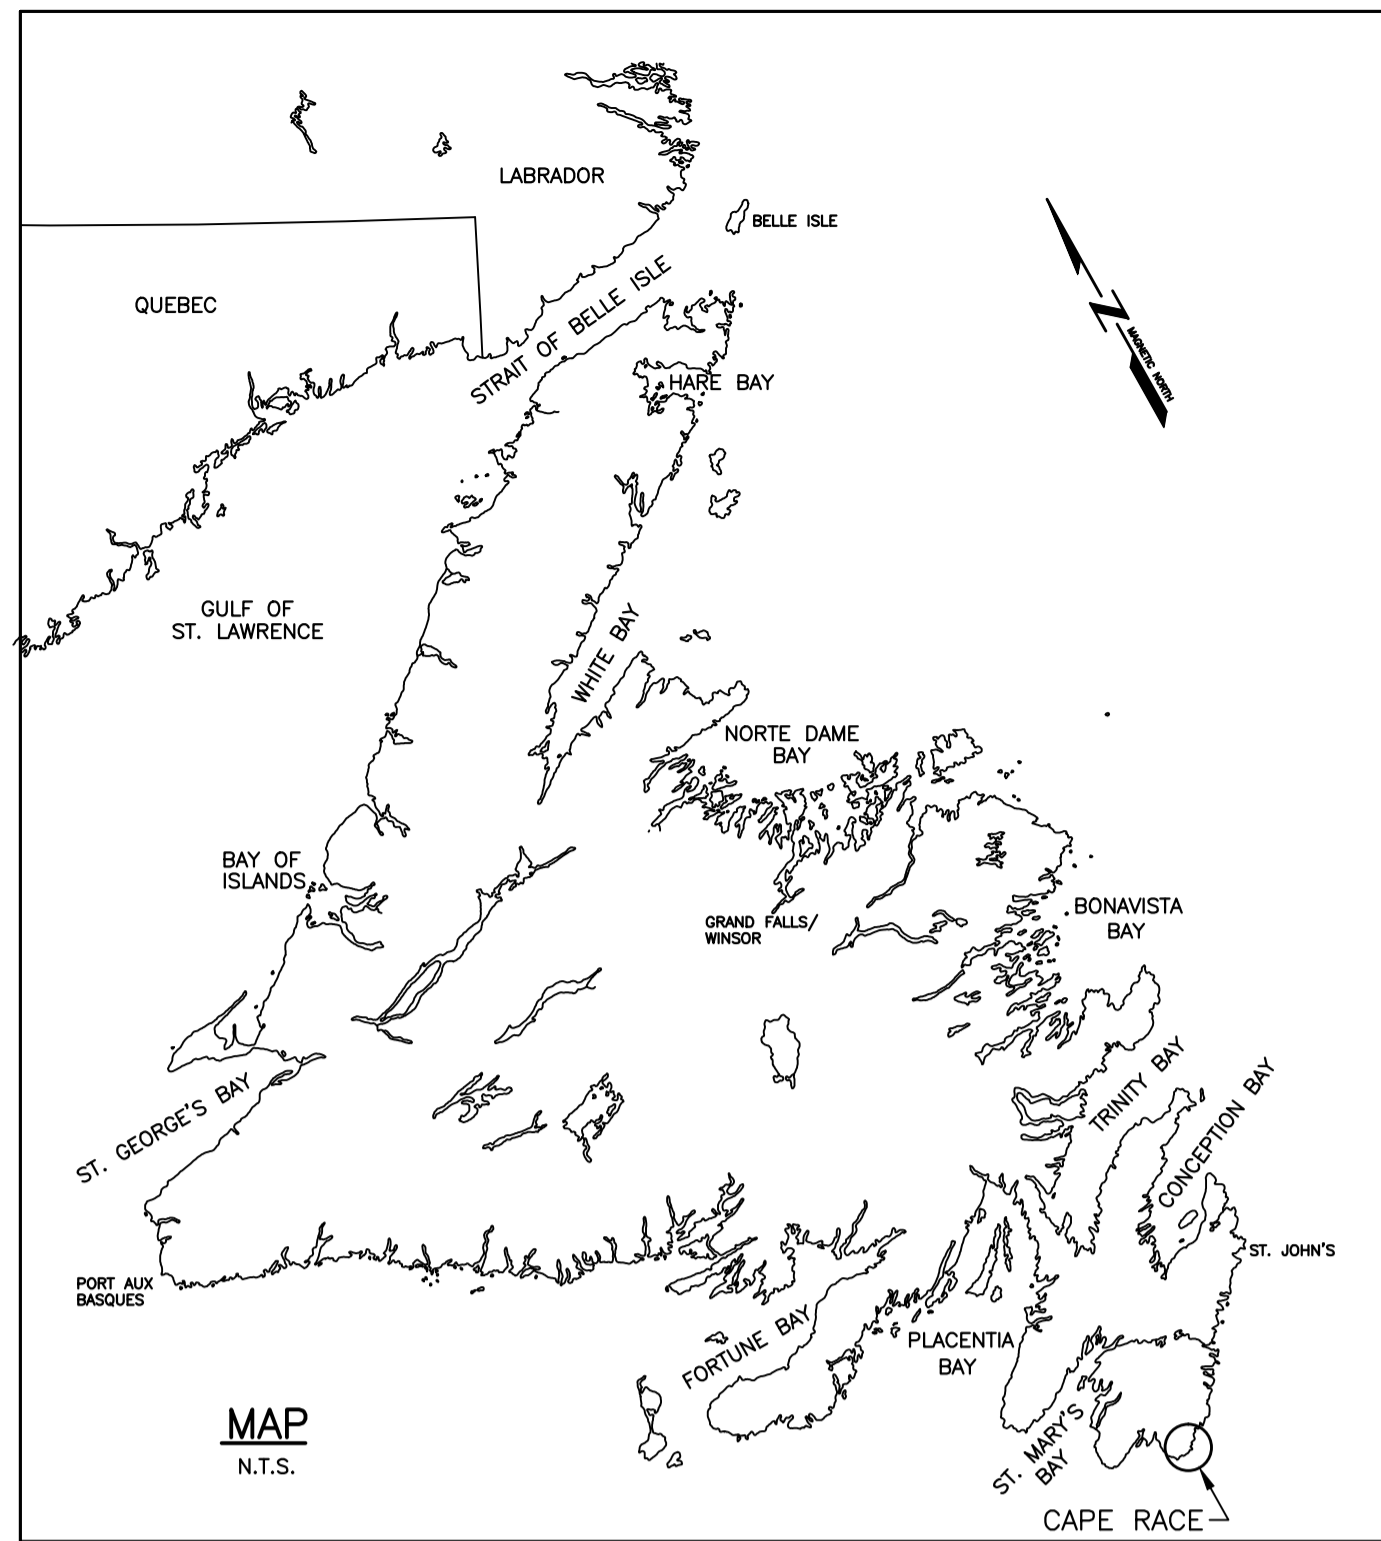 LABRADOR
BELLE ISLE
QUEBEC
STRAIT OF BELLE ISLE
N
MAGNETIC NORTH
HARE BAY
GULF OF
ST. LAWRENCE
WHITE BAY
NORTE DAME
BAY
BAY OF
ISLANDS
GRAND FALLS/
WINSOR
BONAVISTA
BAY
ST. GEORGE'S BAY
TRINITY BAY
CONCEPTION BAY
ST. JOHN'S
PORT AUX
BASQUES
FORTUNE BAY
PLACENTIA
BAY
ST. MARY'S
BAY
MAP
N.T.S.
CAPE RACE